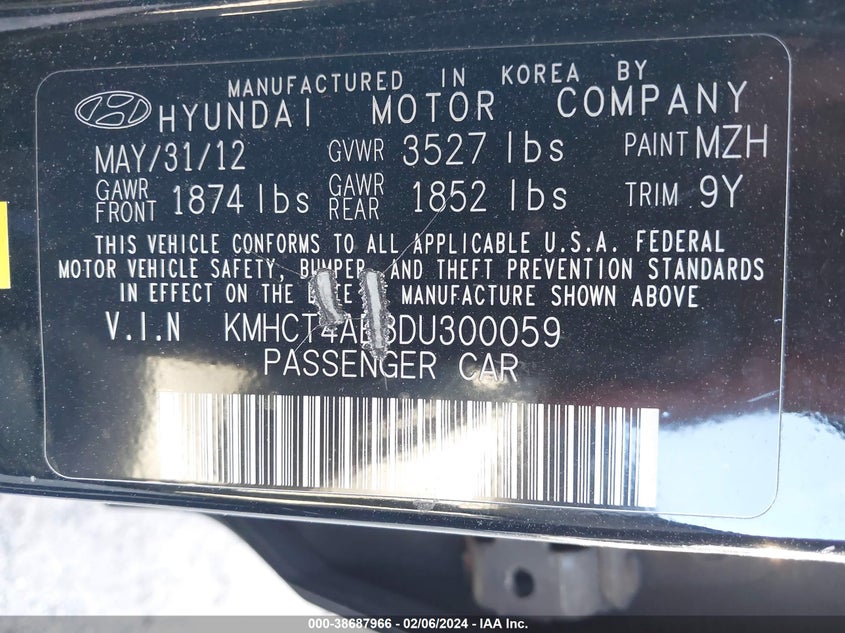 MANUFACTURED IN KOREA BY
HYUNDAI MOTOR COMPANY
MAY/31/12 GVWR 3527 lbs PAINT MZH
GAWR FRONT 1874 lbs GAWR REAR 1852 lbs TRIM 9Y
THIS VEHICLE CONFORMS TO ALL APPLICABLE U.S.A. FEDERAL
MOTOR VEHICLE SAFETY, BUMPER, AND THEFT PREVENTION STANDARDS
IN EFFECT ON THE MANUFACTURE SHOWN ABOVE
V.I.N
PASSENGER CAR
000-38687966 - 02/06/2024 - IAA Inc.